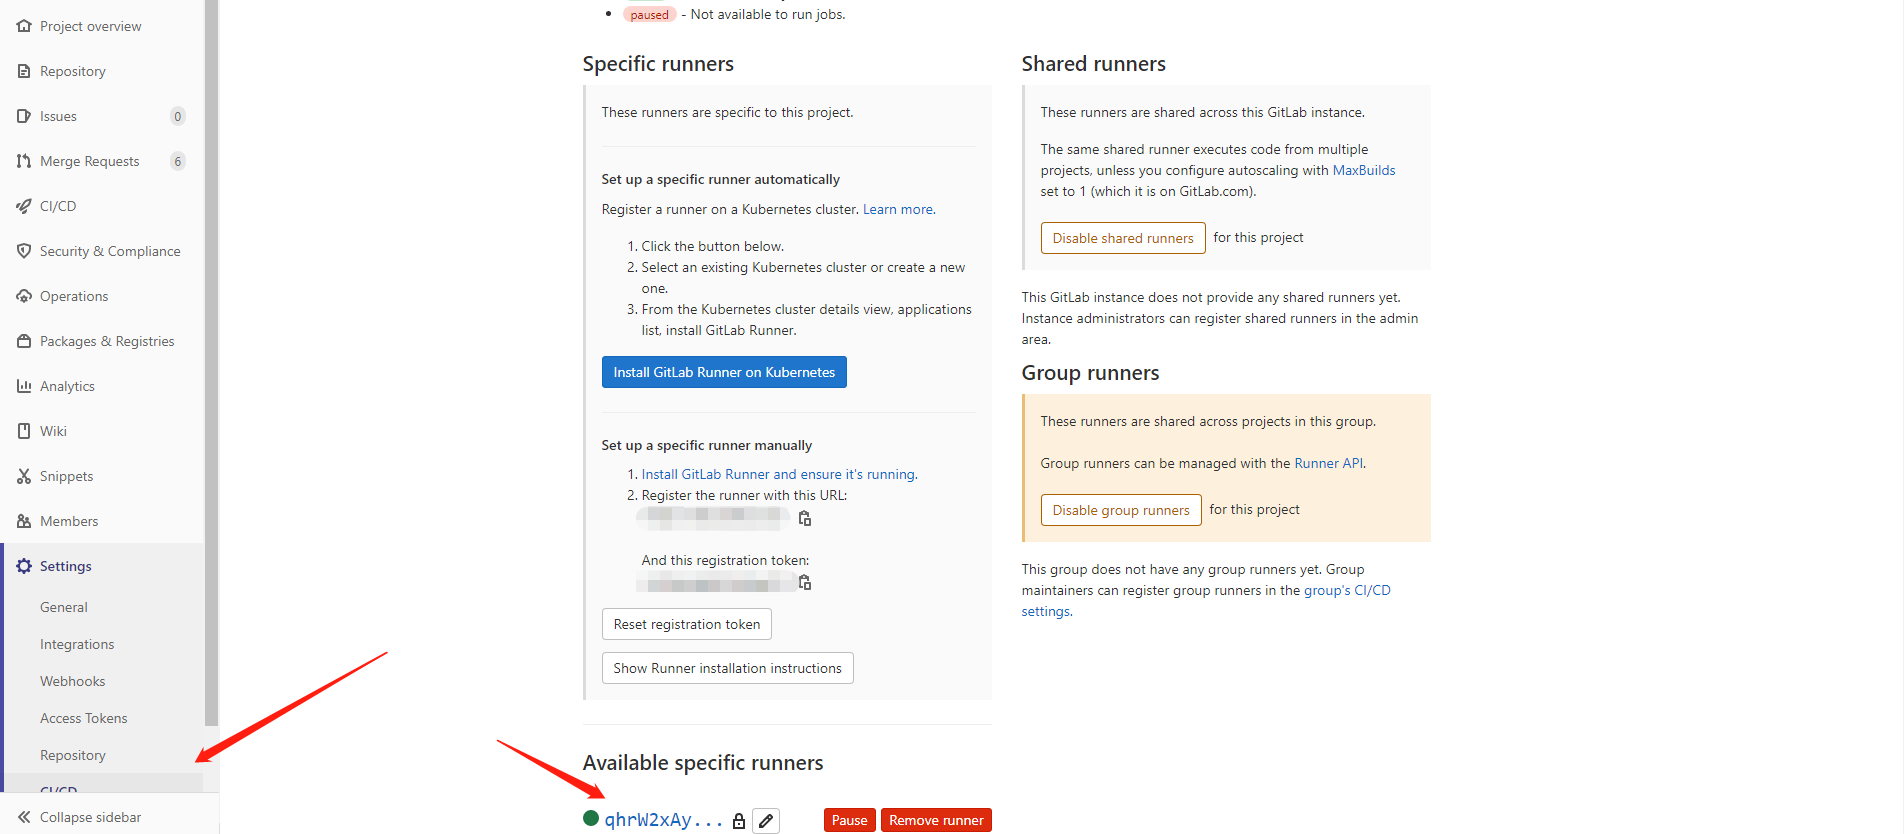 Project overview
Repository
Issues 0
Merge Requests 6
CI/CD
Security & Compliance
Operations
Packages & Registries
Analytics
Wiki
Snippets
Members
Settings
General
Integrations
Webhooks
Access Tokens
Repository
CI/CD
Collapse sidebar
paused - Not available to run jobs.
Specific runners
These runners are specific to this project.
Set up a specific runner automatically
Register a runner on a Kubernetes cluster. Learn more.
1. Click the button below.
2. Select an existing Kubernetes cluster or create a new
one.
3. From the Kubernetes cluster details view, applications
list, install GitLab Runner.
Install GitLab Runner on Kubernetes
Set up a specific runner manually
1. Install GitLab Runner and ensure it's running.
2. Register the runner with this URL:
And this registration token:
Reset registration token
Show Runner installation instructions
Available specific runners
qhrW2xAy...
Pause
Remove runner
Shared runners
These runners are shared across this GitLab instance.
The same shared runner executes code from multiple
projects, unless you configure autoscaling with MaxBuilds
set to 1 (which it is on GitLab.com).
Disable shared runners for this project
This GitLab instance does not provide any shared runners yet.
Instance administrators can register shared runners in the admin
area.
Group runners
These runners are shared across projects in this group.
Group runners can be managed with the Runner API.
Disable group runners for this project
This group does not have any group runners yet. Group
maintainers can register group runners in the group's CI/CD
settings.